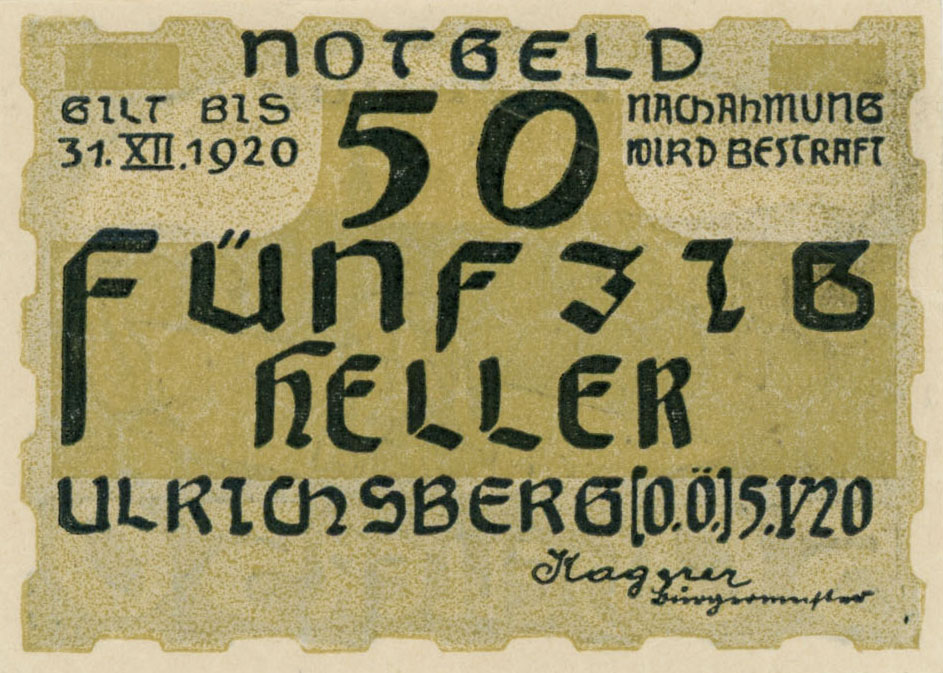 NOTGELD
GILT BIS
31. XII. 1920
50
NACHAHMUNG
WIRD BESTRAFT
FÜNFZIG
HELLER
ULRICHSBERG [O.Ö.] 5.V.20
Bürgermeister